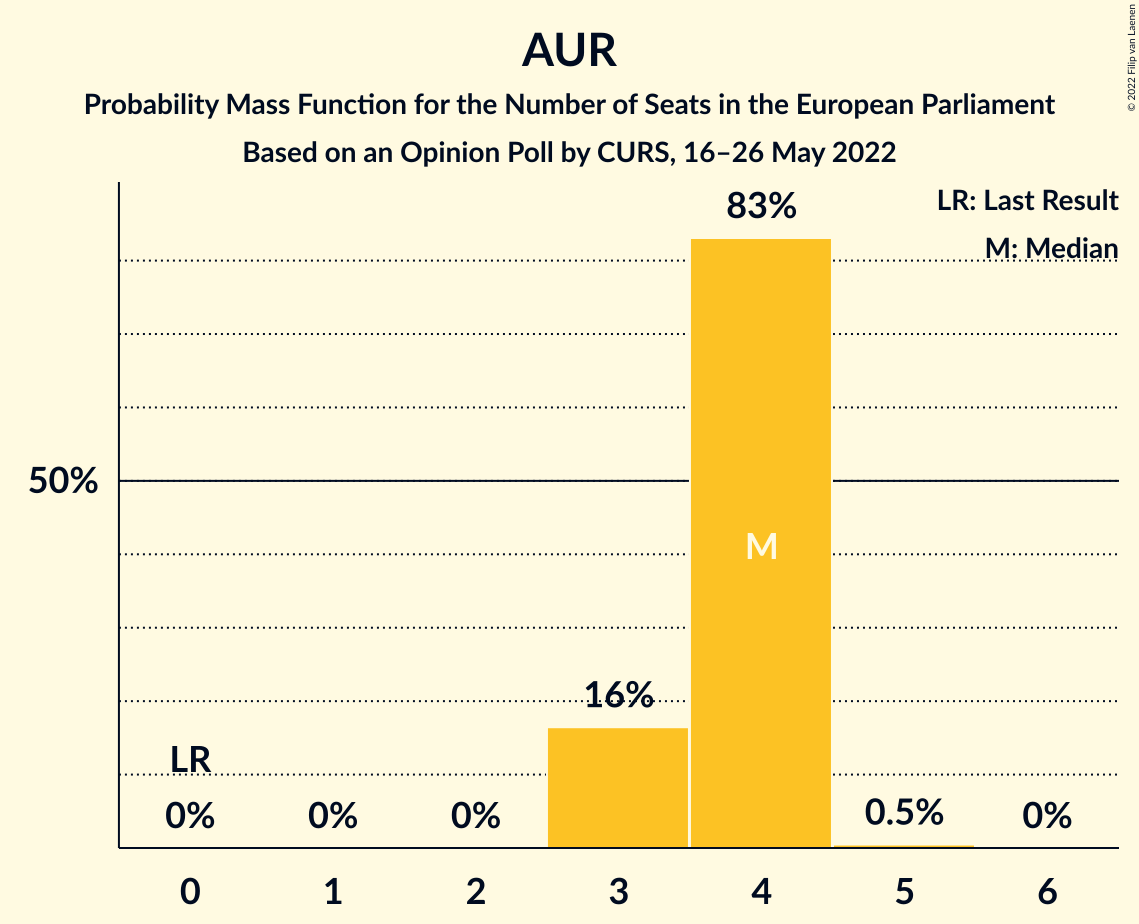 AUR
Probability Mass Function for the Number of Seats in the European Parliament
Based on an Opinion Poll by CURS, 16–26 May 2022
© 2022 Filip van Laenen
LR: Last Result
M: Median
83%
50%
M
16%
LR
0% 0% 0% 0.5% 0%
0 1 2 3 4 5 6